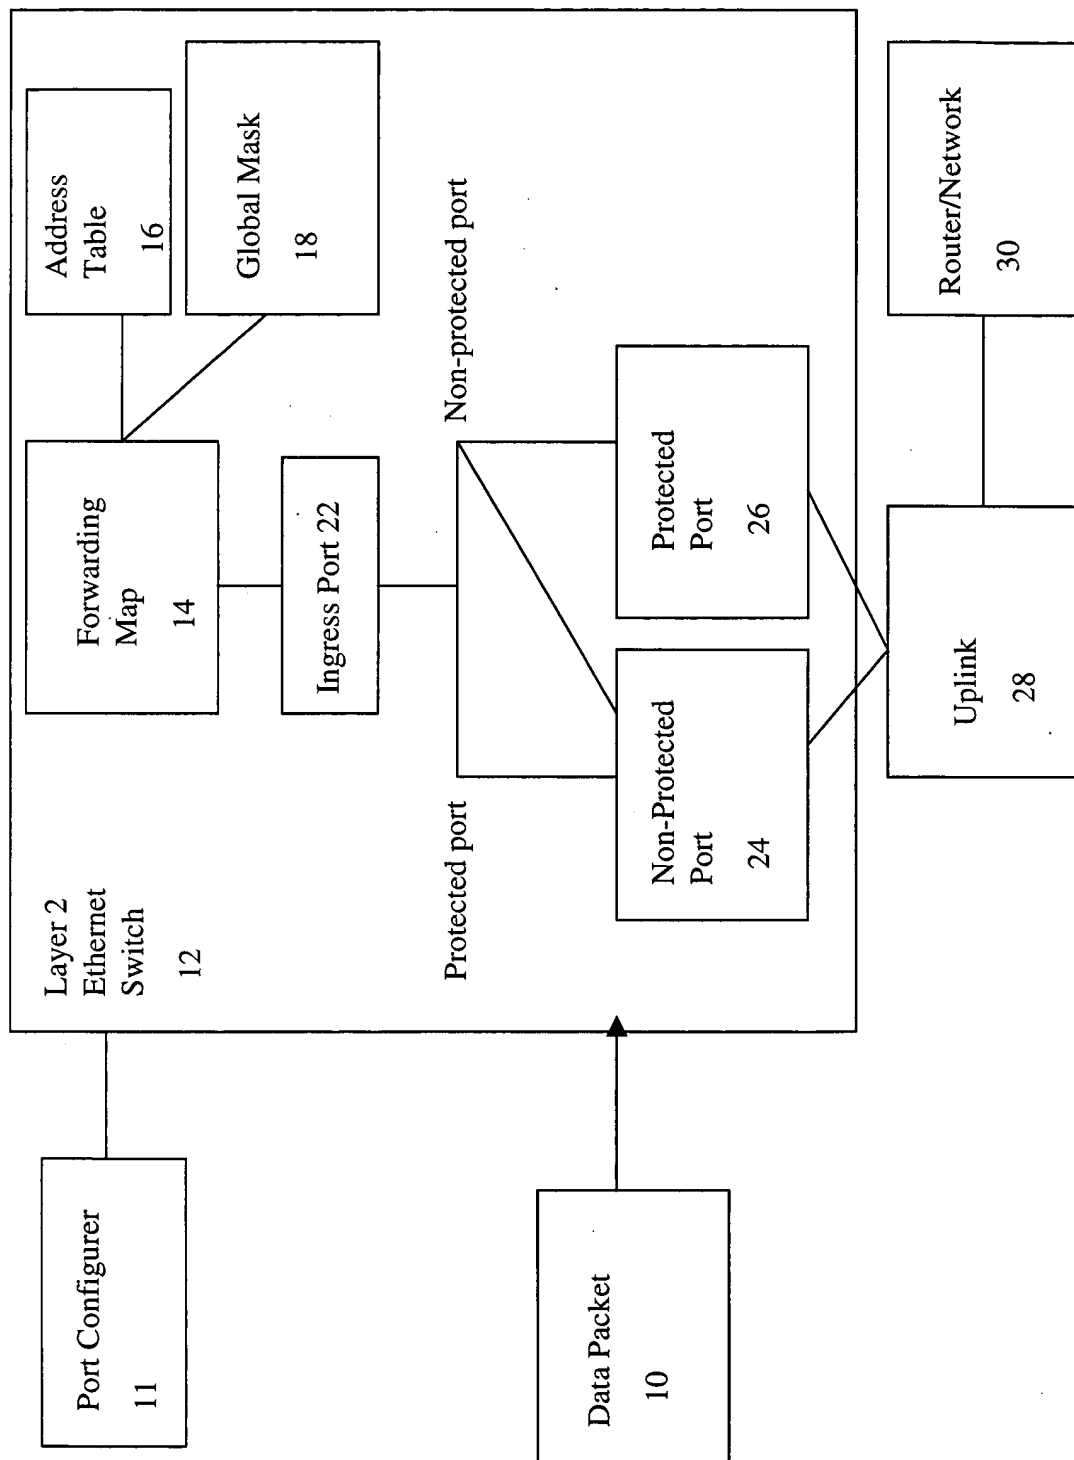 Port Configurer
11
Layer 2
Ethernet
Switch
12
Forwarding
Map
14
Address
Table
16
Global Mask
18
Ingress Port 22
Protected port
Non-protected port
Data Packet
10
Non-Protected
Port
24
Protected
Port
26
Uplink
28
Router/Network
30